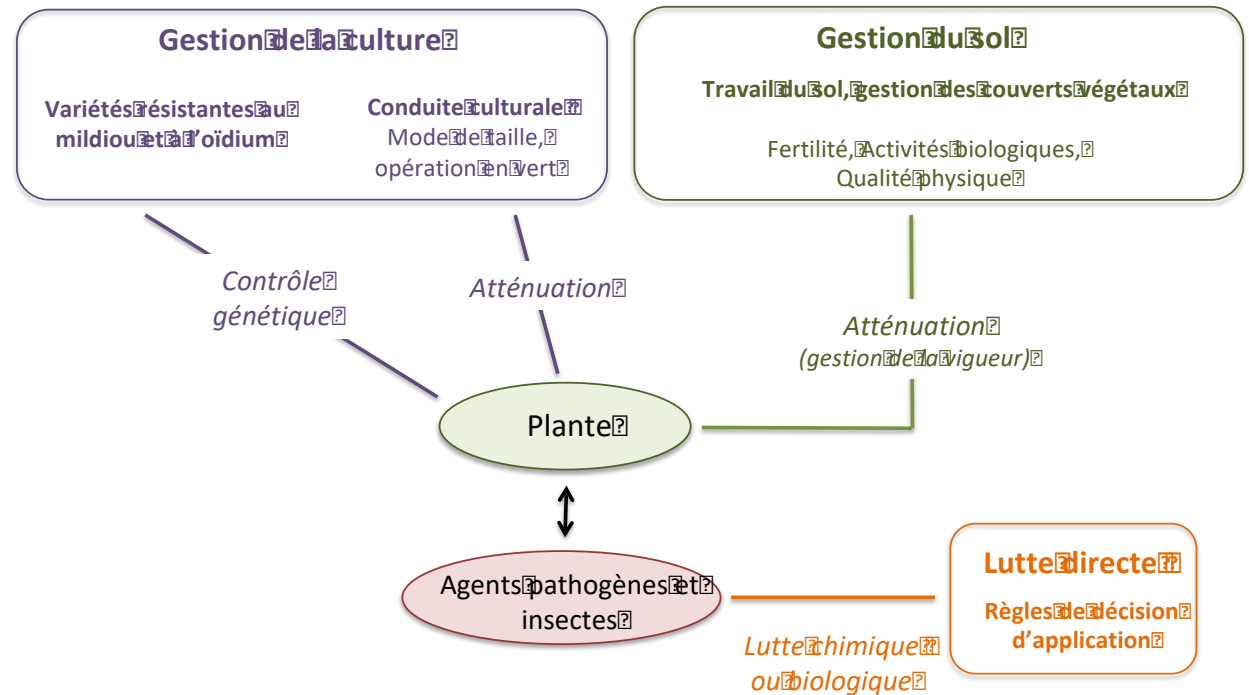 Gestion de la culture
Variétés résistantes au
mildiou et à l'oïdium
Conduite culturale
Mode de taille,
opération en vert
Gestion du sol
Travail du sol, gestion des couverts végétaux
Fertilité, Activités biologiques,
Qualité physique
Contrôle
génétique
Atténuation
Atténuation
(gestion de la vigueur)
Plante
Agents pathogènes et
insectes
Lutte directe
Règles de décision
d'application
Lutte chimique
ou biologique